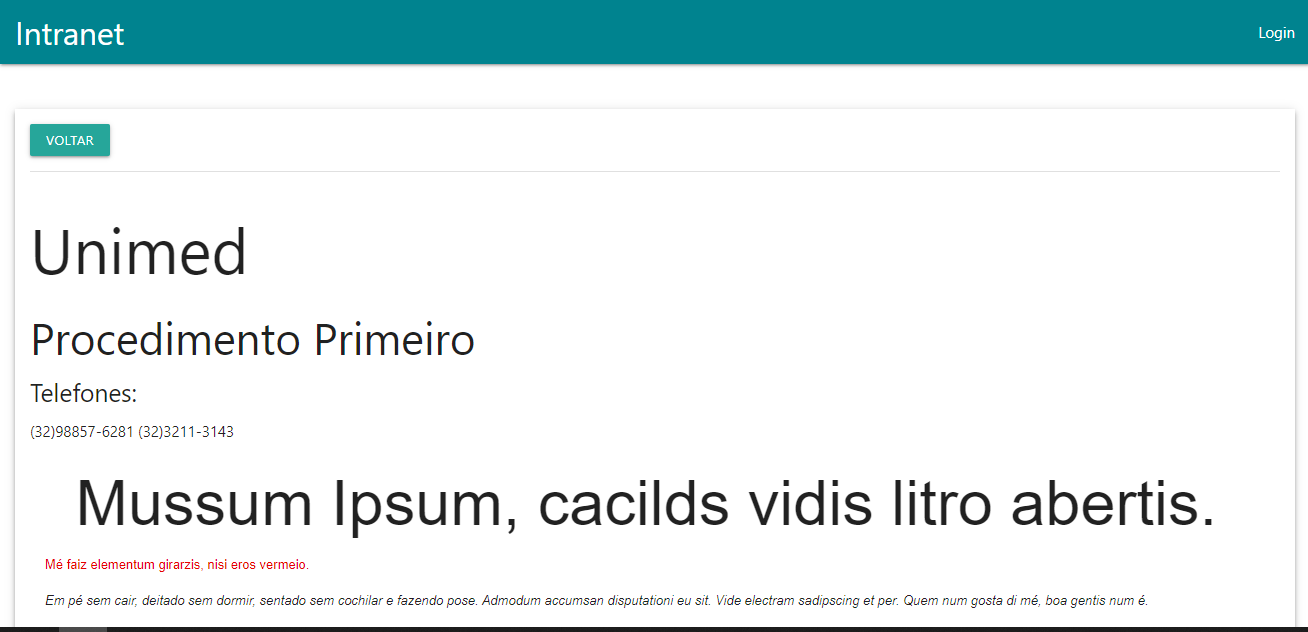 Intranet
Login
VOLTAR
Unimed
Procedimento Primeiro
Telefones:
(32)98857-6281 (32)3211-3143
Mussum Ipsum, cacilds vidis litro abertis.
Mé faiz elementum girarzis, nisi eros vermeio.
Em pé sem cair, deitado sem dormir, sentado sem cochilar e fazendo pose. Admodum accumsan disputationi eu sit. Vide electram sadipscing et per. Quem num gosta di mé, boa gentis num é.